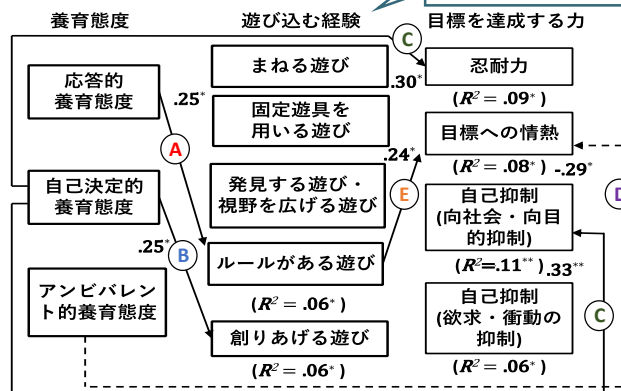 養育態度
遊び込む経験
目標を達成する力
C
まねる遊び
.30*
忍耐力
(R² = .09* )
応答的
養育態度
.25*
固定遊具を
用いる遊び
目標への情熱
A
.24*
(R² = .08* )
-.29*
自己決定的
養育態度
発見する遊び・
視野を広げる遊び
E
D
自己抑制
(向社会・向目
的抑制)
.25*
B
ルールがある遊び
(R²=.11** )
.33**
(R² = .06* )
アンビバレン
ト的養育態度
自己抑制
(欲求・衝動の
抑制)
C
創りあげる遊び
(R² = .06* )
(R² = .06* )